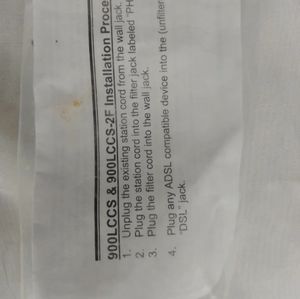 900LCCS & 900LCCS-2F Installation Proce
1. Unplug the existing station cord from the wall jack.
2. Plug the station cord into the filter jack labeled "PH
3. Plug the filter cord into the wall jack.
4. Plug any ADSL compatible device into the (unfilter
"DSL" jack.